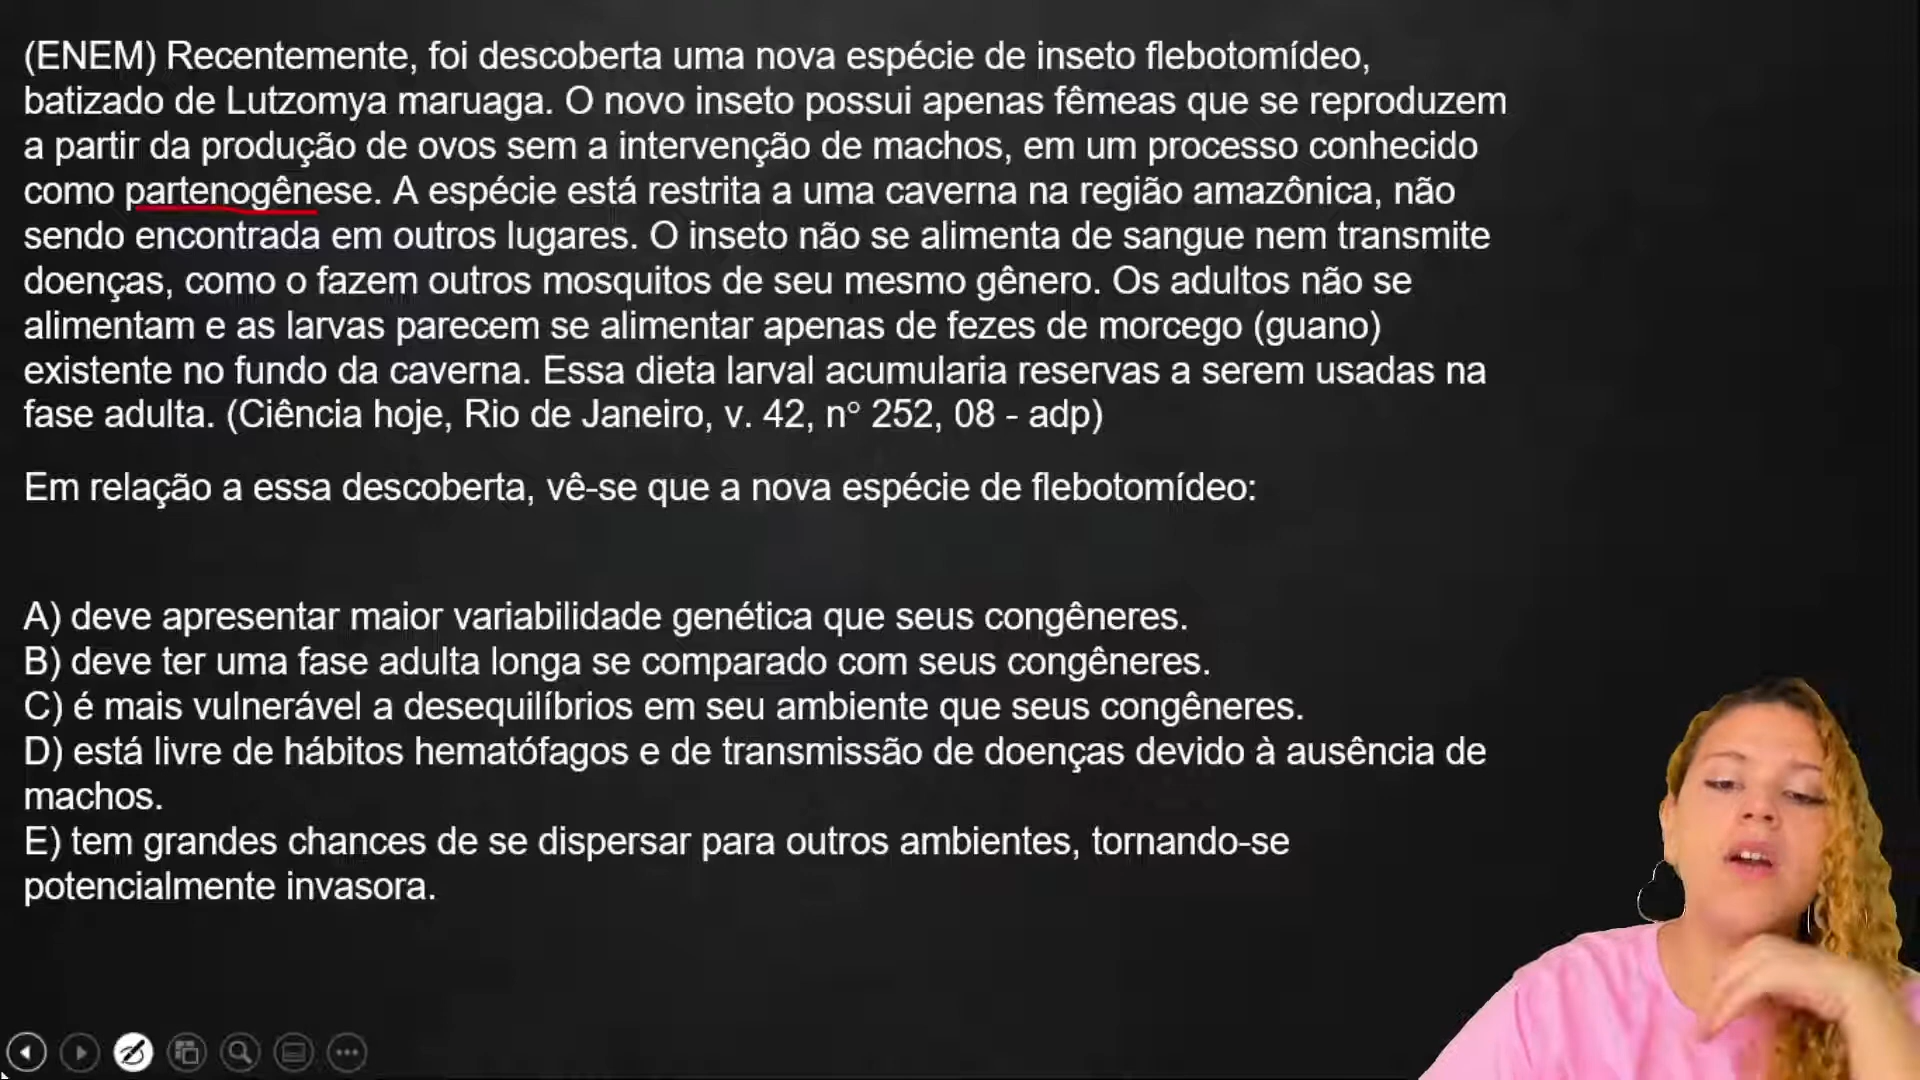 (ENEM) Recentemente, foi descoberta uma nova espécie de inseto flebotomídeo,
batizado de Lutzomya maruaga. O novo inseto possui apenas fêmeas que se reproduzem
a partir da produção de ovos sem a intervenção de machos, em um processo conhecido
como partenogênese. A espécie está restrita a uma caverna na região amazônica, não
sendo encontrada em outros lugares. O inseto não se alimenta de sangue nem transmite
doenças, como o fazem outros mosquitos de seu mesmo gênero. Os adultos não se
alimentam e as larvas parecem se alimentar apenas de fezes de morcego (guano)
existente no fundo da caverna. Essa dieta larval acumularia reservas a serem usadas na
fase adulta. (Ciência hoje, Rio de Janeiro, v. 42, nº 252, 08 - adp)
Em relação a essa descoberta, vê-se que a nova espécie de flebotomídeo:
A) deve apresentar maior variabilidade genética que seus congêneres.
B) deve ter uma fase adulta longa se comparado com seus congêneres.
C) é mais vulnerável a desequilíbrios em seu ambiente que seus congêneres.
D) está livre de hábitos hematófagos e de transmissão de doenças devido à ausência de
machos.
E) tem grandes chances de se dispersar para outros ambientes, tornando-se
potencialmente invasora.